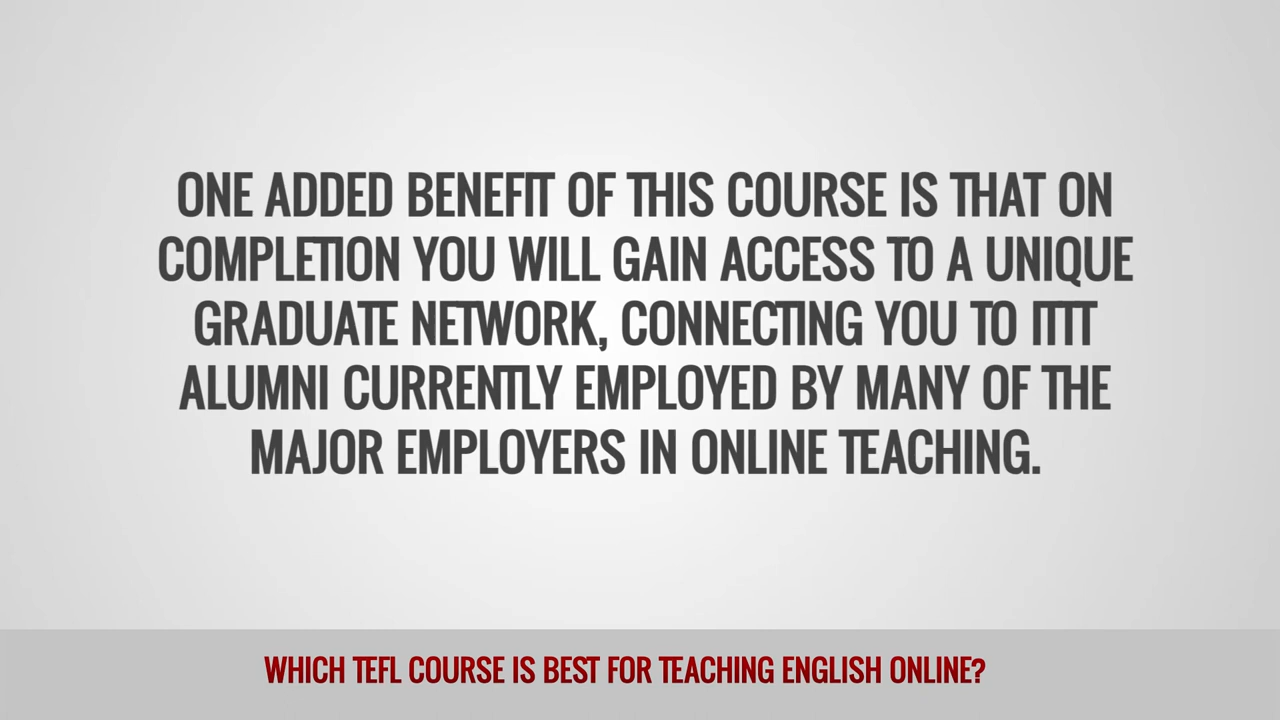 ONE ADDED BENEFIT OF THIS COURSE IS THAT ON
COMPLETION YOU WILL GAIN ACCESS TO A UNIQUE
GRADUATE NETWORK, CONNECTING YOU TO ITTT
ALUMNI CURRENTLY EMPLOYED BY MANY OF THE
MAJOR EMPLOYERS IN ONLINE TEACHING.
WHICH TEFL COURSE IS BEST FOR TEACHING ENGLISH ONLINE?